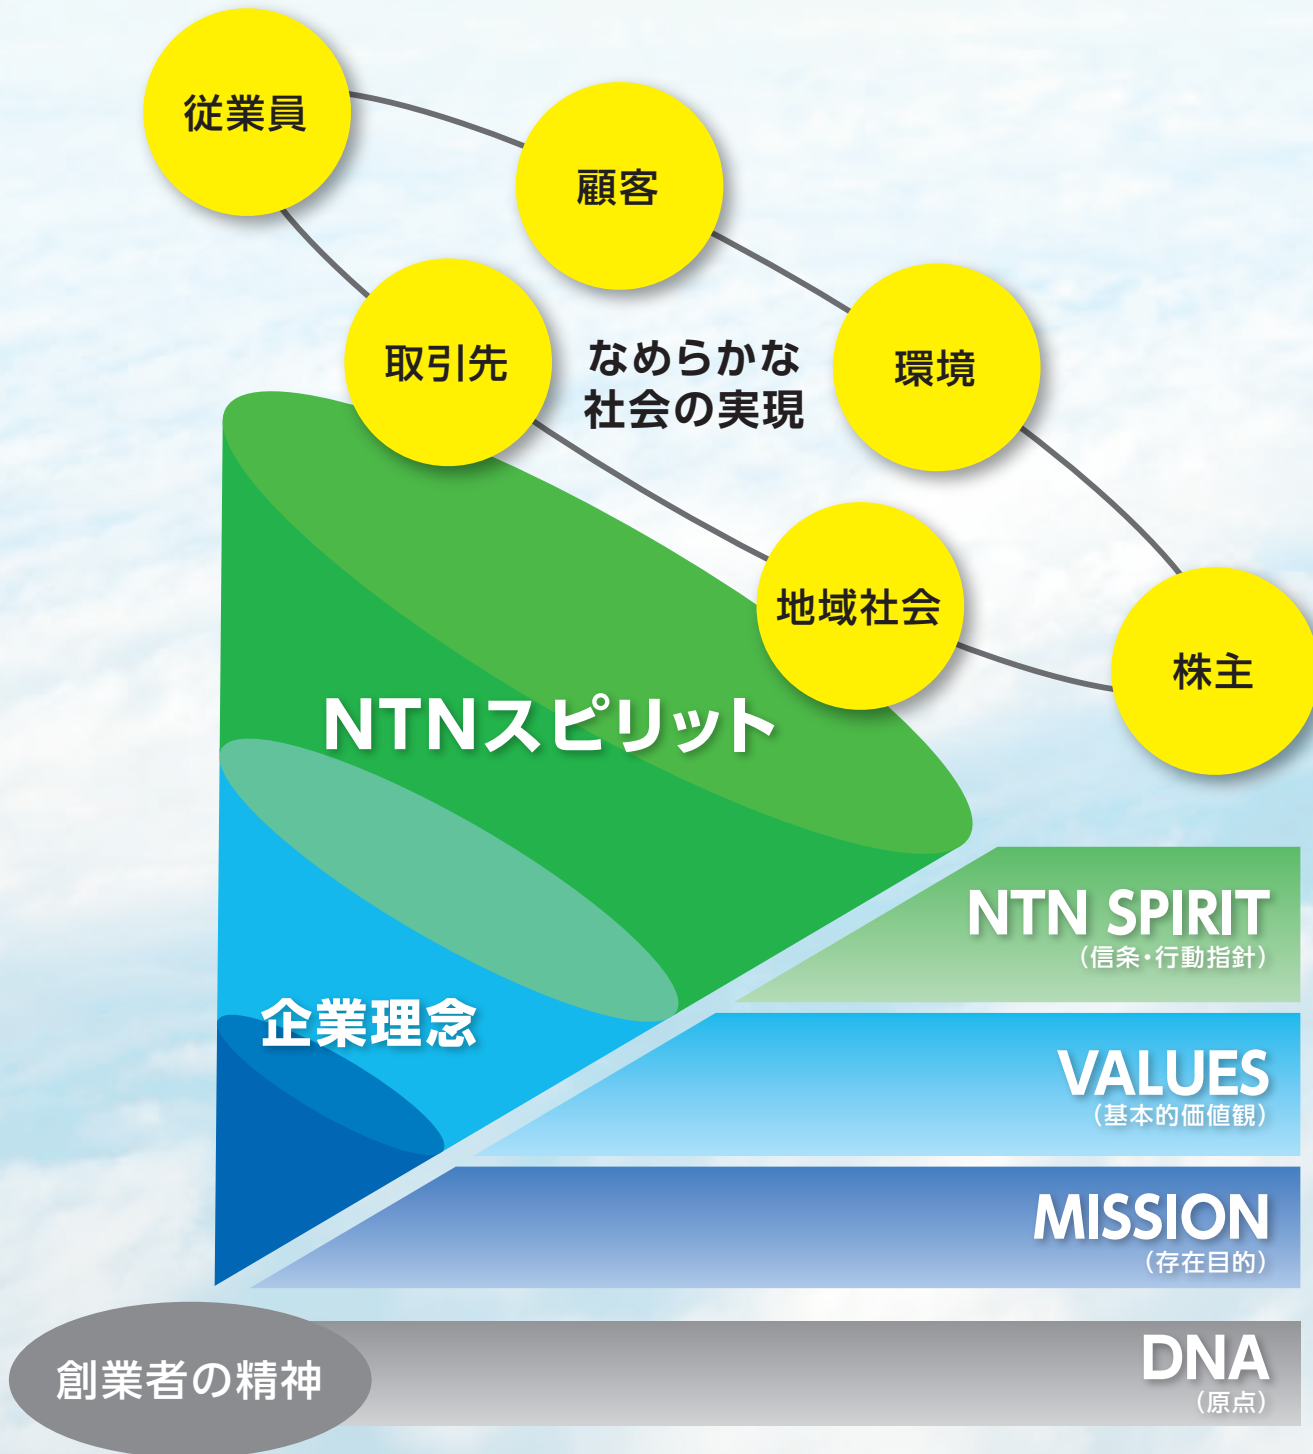 従業員
顧客
取引先
なめらかな
社会の実現
環境
地域社会
株主
NTNスピリット
NTN SPIRIT
（信条・行動指針）
企業理念
VALUES
（基本的価値観）
MISSION
（存在目的）
創業者の精神
DNA
（原点）